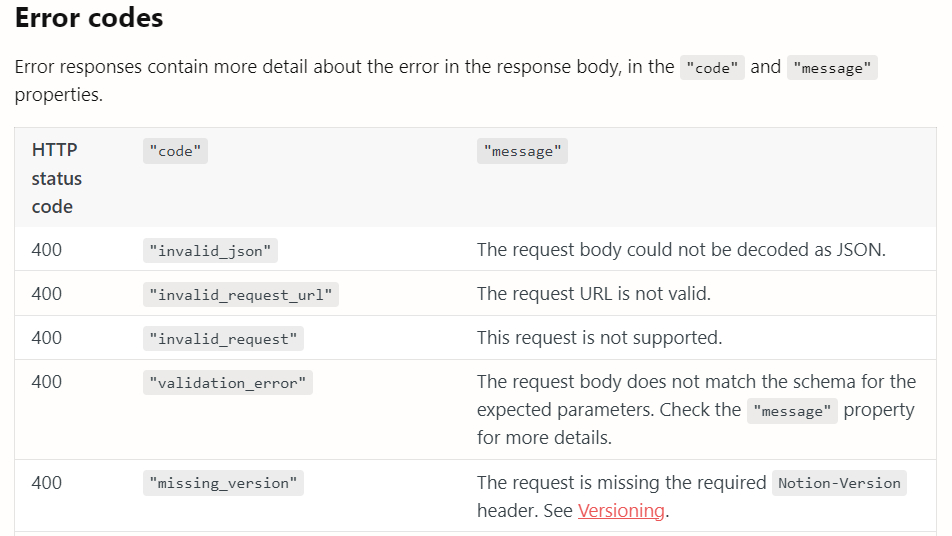 Error codes
Error responses contain more detail about the error in the response body, in the "code" and "message"
properties.
HTTP status code "code" "message"
400 "invalid_json" The request body could not be decoded as JSON.
400 "invalid_request_url" The request URL is not valid.
400 "invalid_request" This request is not supported.
400 "validation_error" The request body does not match the schema for the
expected parameters. Check the "message" property
for more details.
400 "missing_version" The request is missing the required Notion-Version
header. See Versioning.